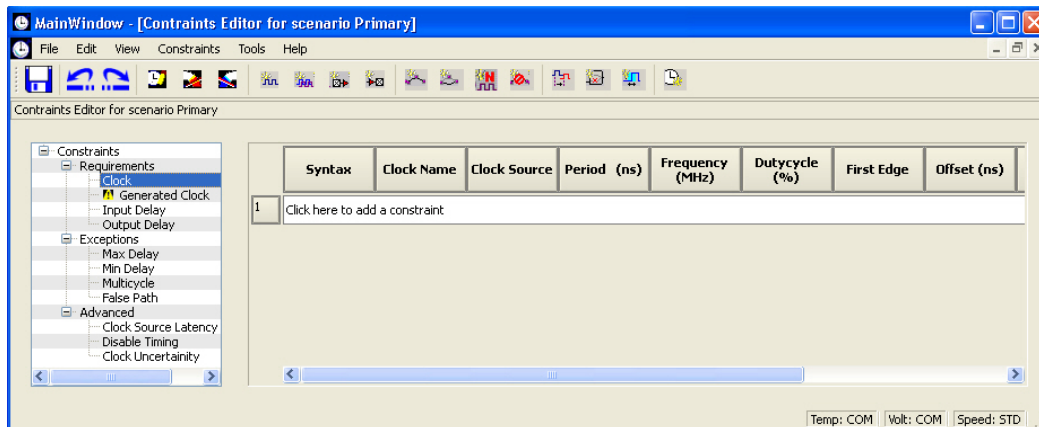 MainWindow - [Contraints Editor for scenario Primary]
File Edit View Constraints Tools Help
Contraints Editor for scenario Primary
Constraints
Requirements
Clock
Generated Clock
Input Delay
Output Delay
Exceptions
Max Delay
Min Delay
Multicycle
False Path
Advanced
Clock Source Latency
Disable Timing
Clock Uncertainity
Syntax Clock Name Clock Source Period (ns) Frequency (MHz) Dutycycle (%) First Edge Offset (ns)
1 Click here to add a constraint
Temp: COM Volt: COM Speed: STD